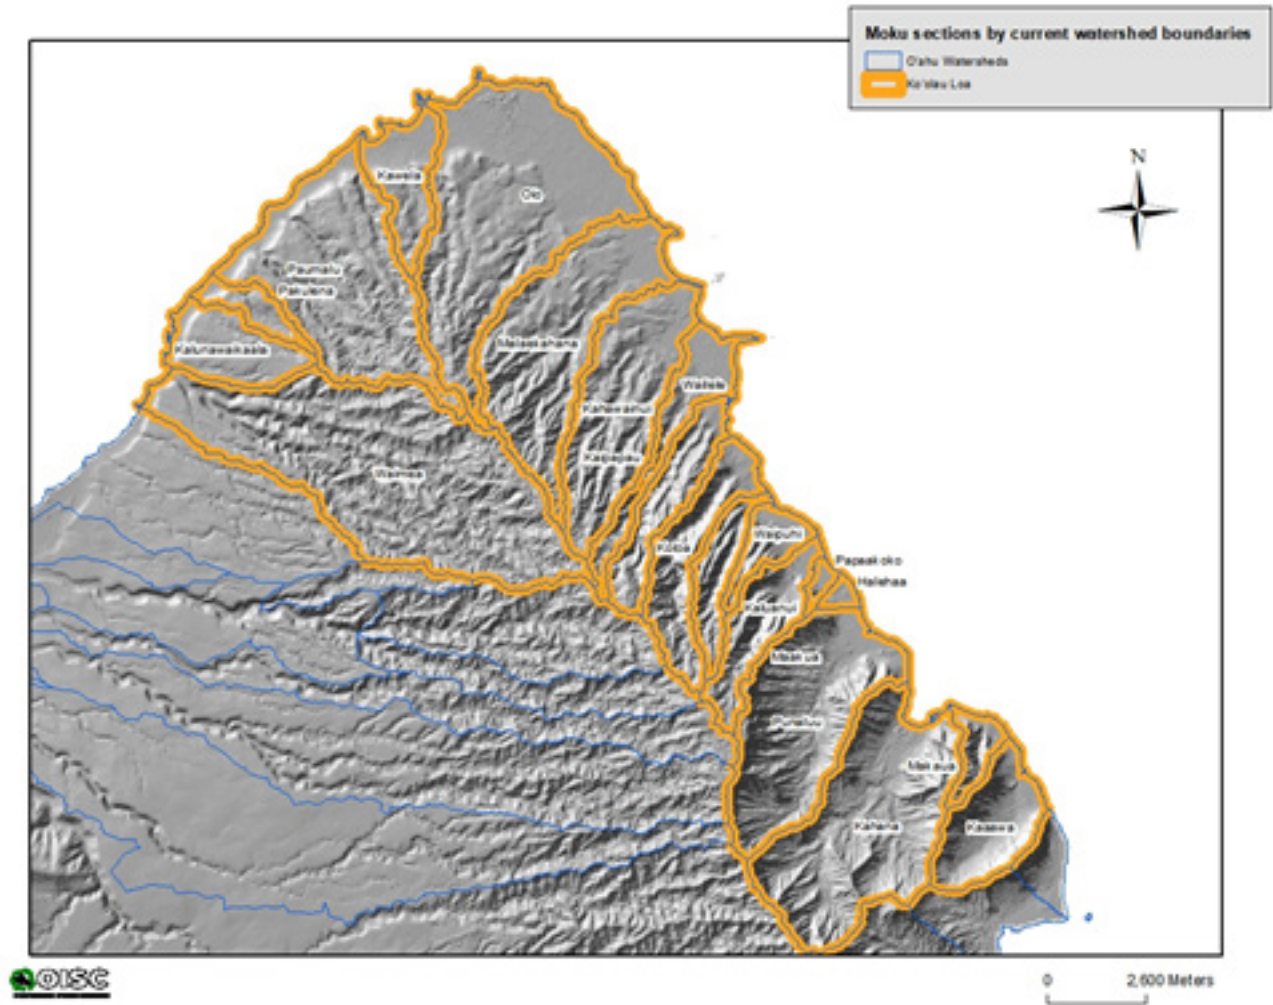 Moku sections by current watershed boundaries
O'ahu Watersheds
Ko'olau Loa
N
Kawela
Oio
Paumalu
Pakulena
Kalunawaikaala
Malaekahana
Wailele
Kahawainui
Kaipapau
Waimea
Koloa
Waipuhi
Papaakoko
Halehaa
Kaluanui
Maakua
Punaluu
Makaua
Kahana
Kaaawa
OISC
0 2,600 Meters